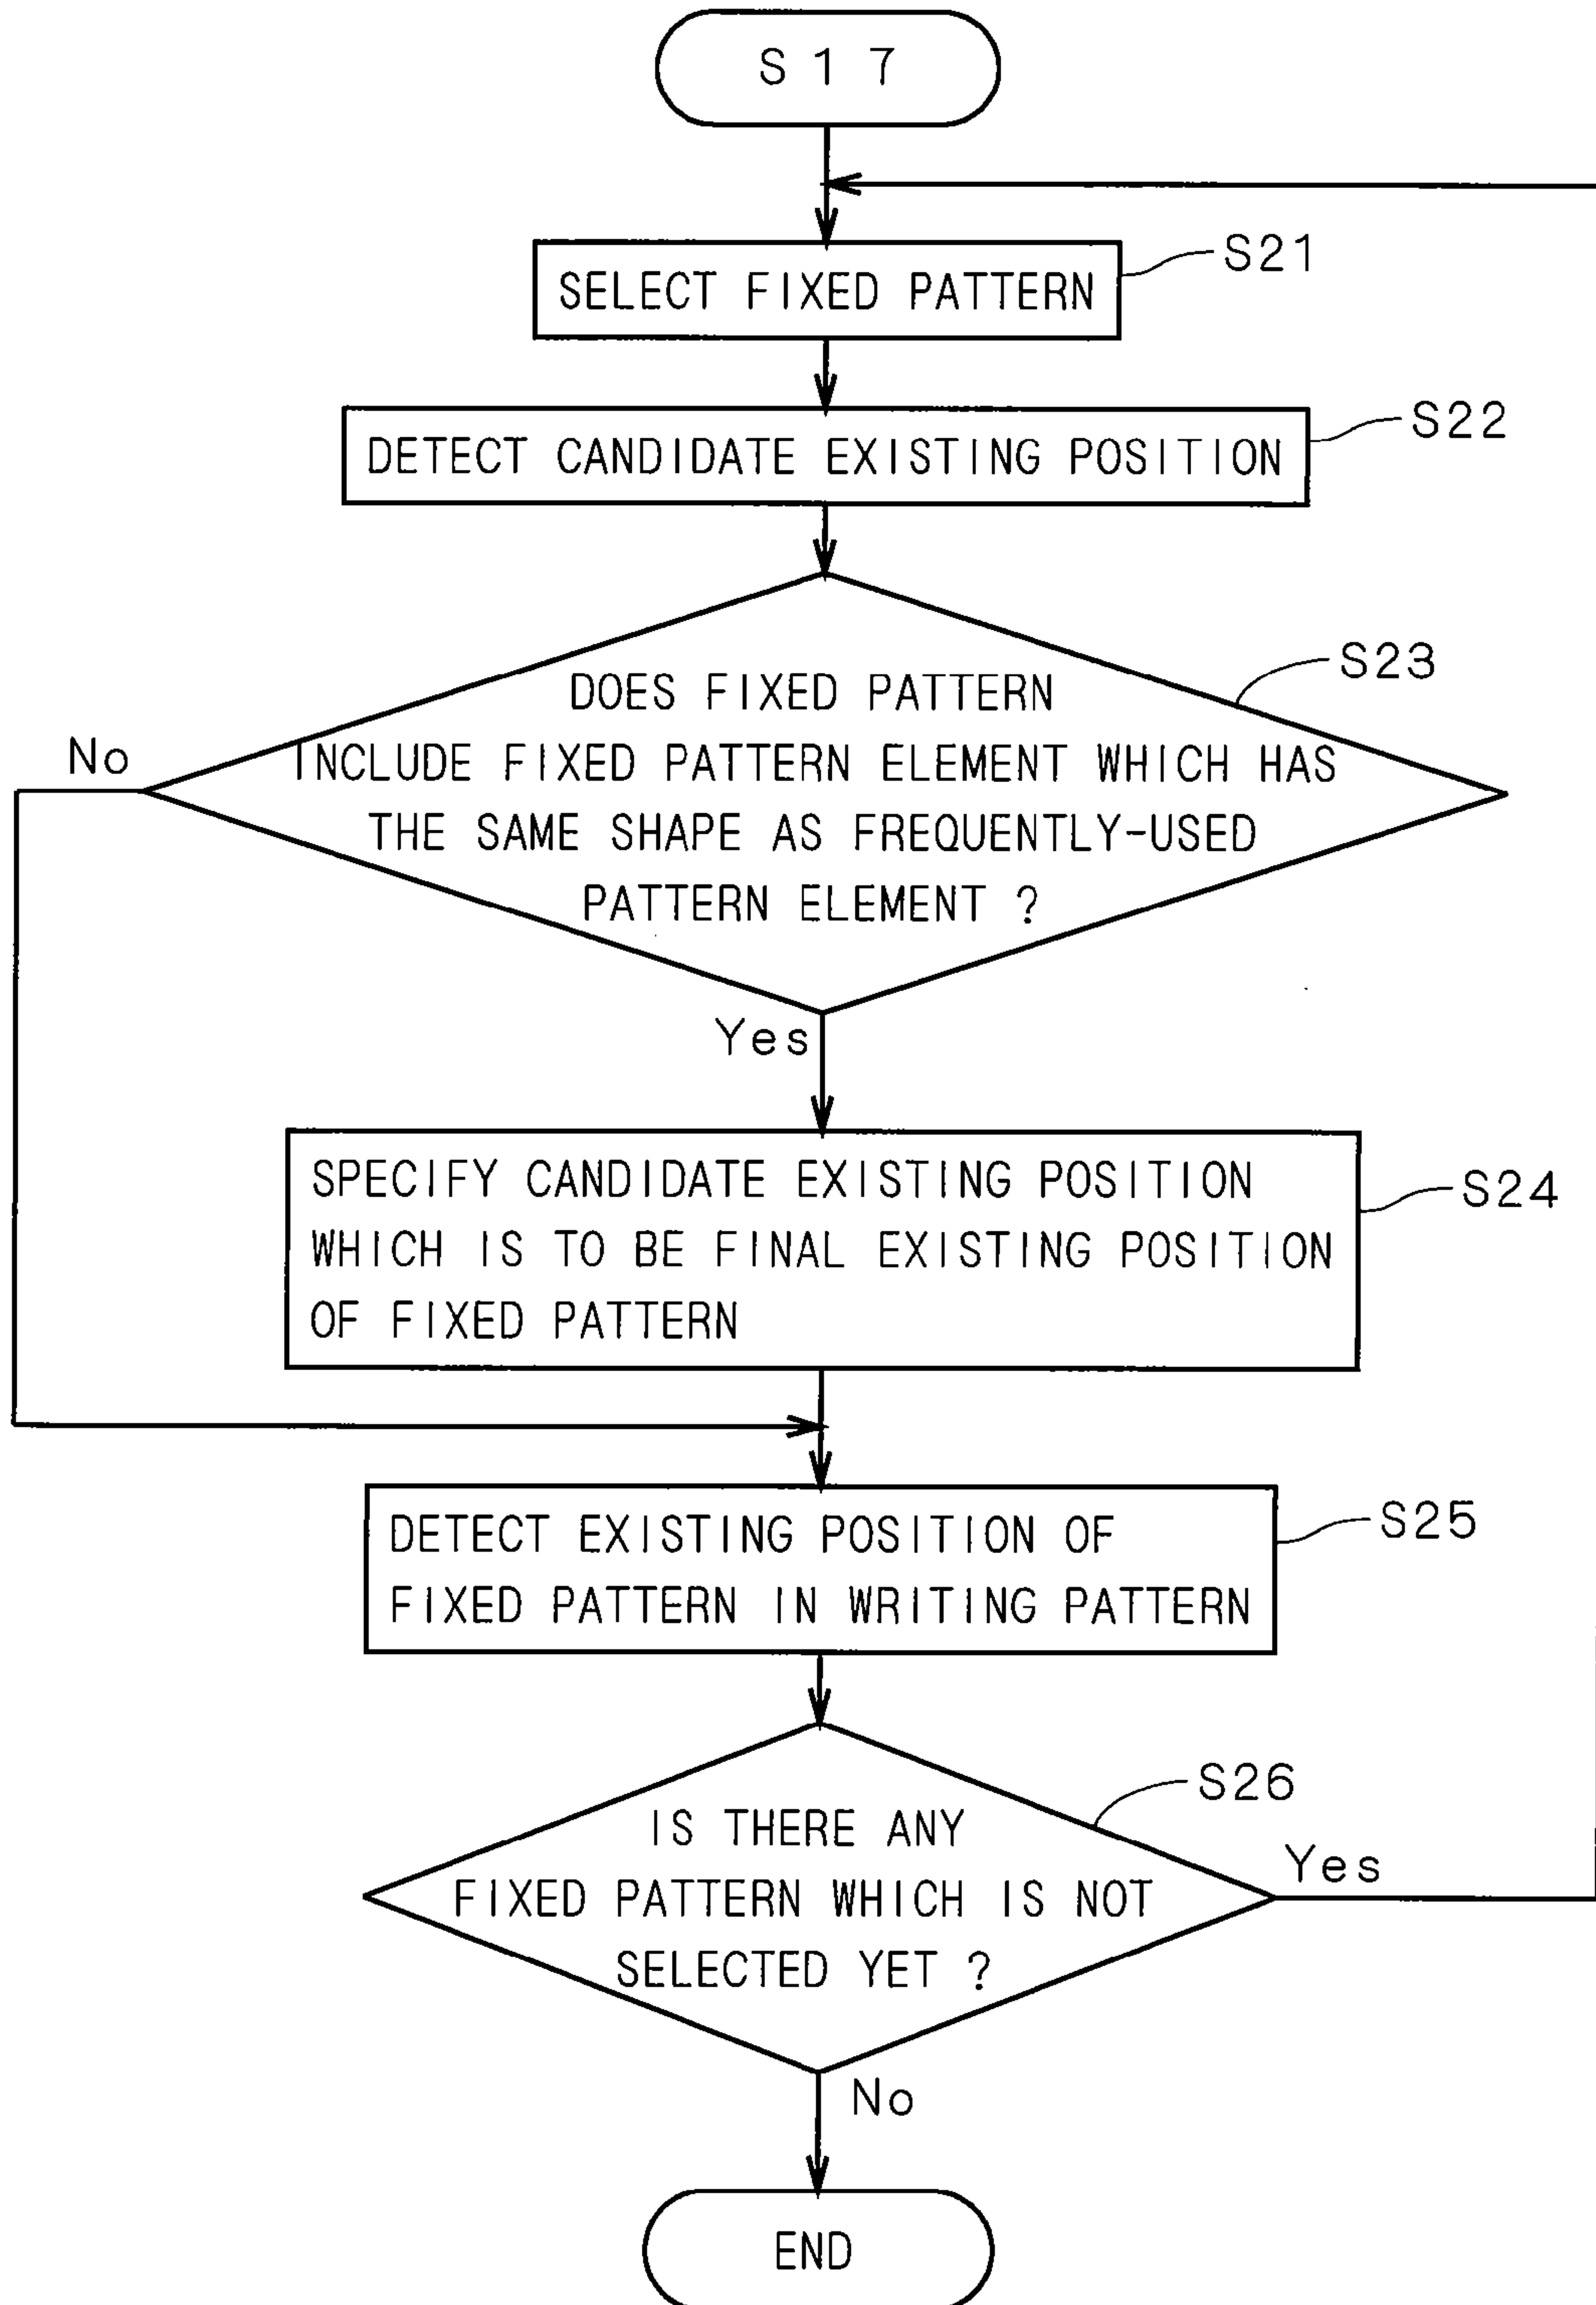 S17
SELECT FIXED PATTERN
S21
DETECT CANDIDATE EXISTING POSITION
S22
S23
DOES FIXED PATTERN
INCLUDE FIXED PATTERN ELEMENT WHICH HAS
THE SAME SHAPE AS FREQUENTLY-USED
PATTERN ELEMENT ?
No
Yes
SPECIFY CANDIDATE EXISTING POSITION
WHICH IS TO BE FINAL EXISTING POSITION
OF FIXED PATTERN
S24
DETECT EXISTING POSITION OF
FIXED PATTERN IN WRITING PATTERN
S25
S26
IS THERE ANY
FIXED PATTERN WHICH IS NOT
SELECTED YET ?
Yes
No
END